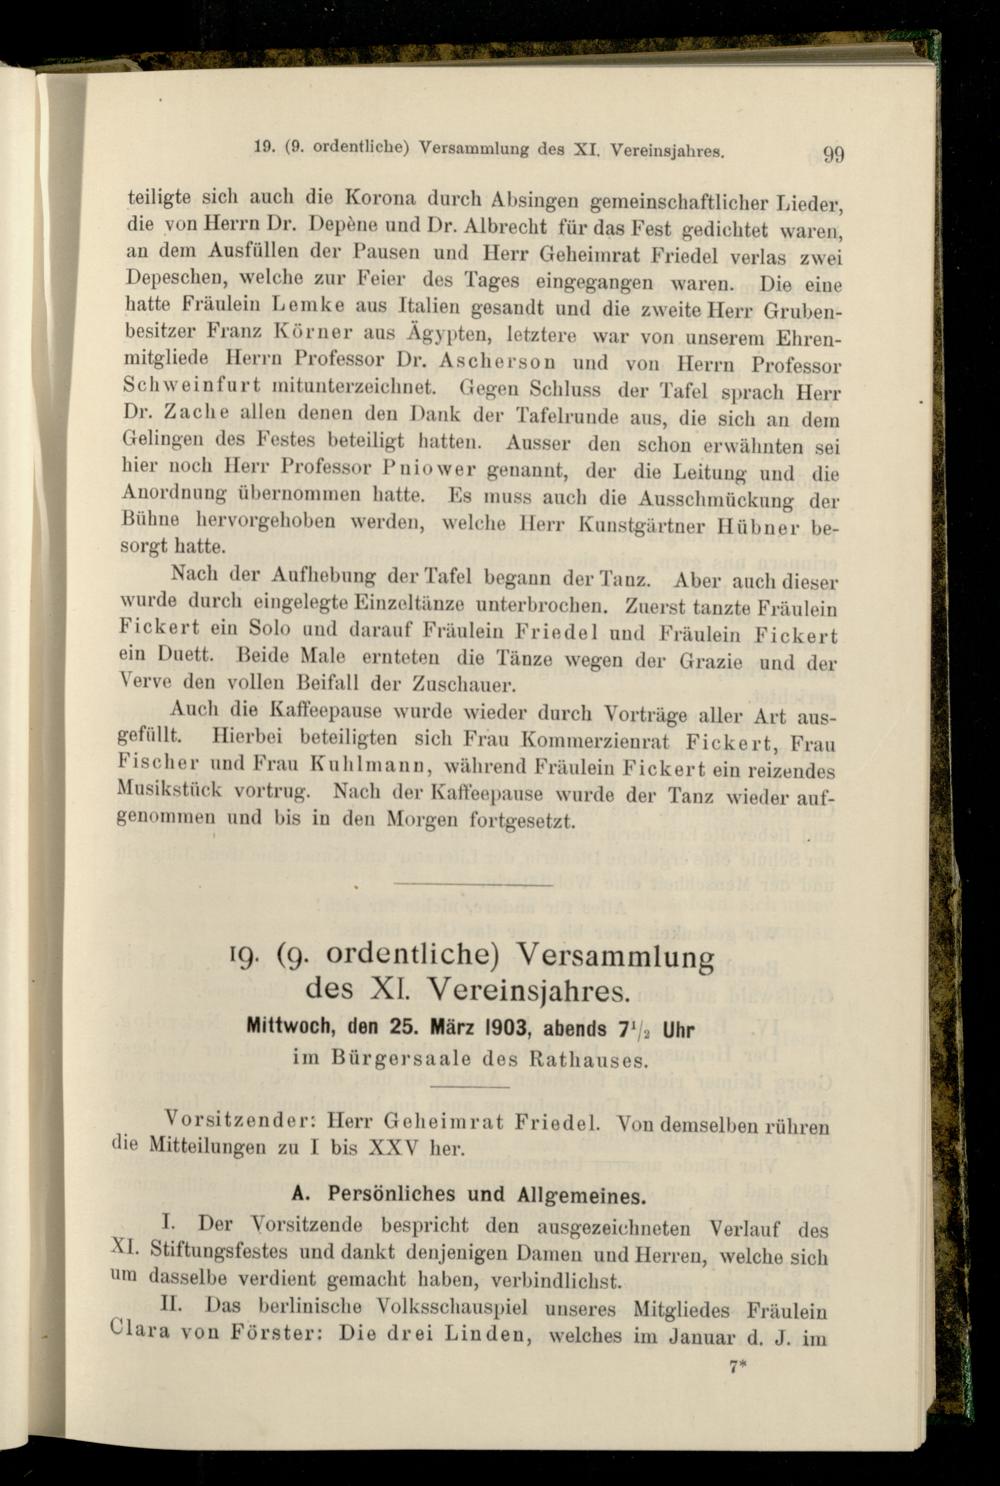 19. (9. ordentliche) Versammlung des XI. Vereinsjahres.
99
teiligte sich auch die Korona durch Absingen gemeinschaftlicher Lieder,
die von Herrn Dr. Depène und Dr. Albrecht für das Fest gedichtet waren,
an dem Ausfüllen der Pausen und Herr Geheimrat Friedel verlas zwei
Depeschen, welche zur Feier des Tages eingegangen waren. Die eine
hatte Fräulein Lemke aus Italien gesandt und die zweite Herr Gruben-
besitzer Franz Körner aus Ägypten, letztere war von unserem Ehren-
mitgliede Herrn Professor Dr. Ascherson und von Herrn Professor
Schweinfurt mitunterzeichnet. Gegen Schluss der Tafel sprach Herr
Dr. Zache allen denen den Dank der Tafelrunde aus, die sich an dem
Gelingen des Festes beteiligt hatten. Ausser den schon erwähnten sei
hier noch Herr Professor Pniower genannt, der die Leitung und die
Anordnung übernommen hatte. Es muss auch die Ausschmückung der
Bühne hervorgehoben werden, welche Herr Kunstgärtner Hübner be-
sorgt hatte.
Nach der Aufhebung der Tafel begann der Tanz. Aber auch dieser
wurde durch eingelegte Einzeltänze unterbrochen. Zuerst tanzte Fräulein
Fickert ein Solo und darauf Fräulein Friedel und Fräulein Fickert
ein Duett. Beide Male ernteten die Tänze wegen der Grazie und der
Verve den vollen Beifall der Zuschauer.
Auch die Kaffeepause wurde wieder durch Vorträge aller Art aus-
gefüllt. Hierbei beteiligten sich Frau Kommerzienrat Fickert, Frau
Fischer und Frau Kuhlmann, während Fräulein Fickert ein reizendes
Musikstück vortrug. Nach der Kaffeepause wurde der Tanz wieder auf-
genommen und bis in den Morgen fortgesetzt.
19. (9. ordentliche) Versammlung
des XI. Vereinsjahres.
Mittwoch, den 25. März 1903, abends 7½ Uhr
im Bürgersaale des Rathauses.
Vorsitzender: Herr Geheimrat Friedel. Von demselben rühren
die Mitteilungen zu I bis XXV her.
A. Persönliches und Allgemeines.
I. Der Vorsitzende bespricht den ausgezeichneten Verlauf des
XI. Stiftungsfestes und dankt denjenigen Damen und Herren, welche sich
um dasselbe verdient gemacht haben, verbindlichst.
II. Das berlinische Volksschauspiel unseres Mitgliedes Fräulein
Clara von Förster: Die drei Linden, welches im Januar d. J. im
7*